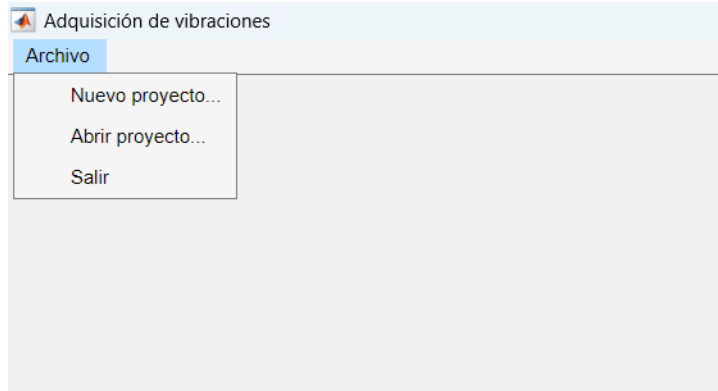 Adquisición de vibraciones
Archivo
Nuevo proyecto...
Abrir proyecto...
Salir